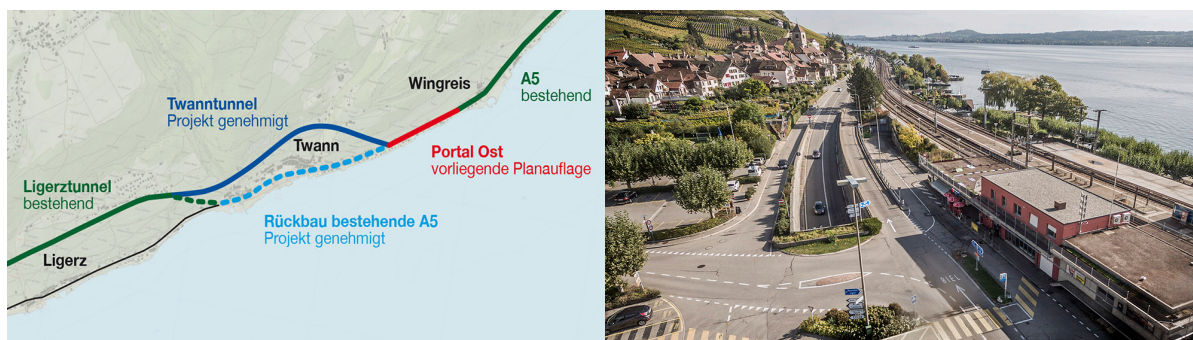 Wingreis
A5
bestehend
Twanntunnel
Projekt genehmigt
Twann
Portal Ost
vorliegende Planauflage
Ligerztunnel
bestehend
Rückbau bestehende A5
Projekt genehmigt
Ligerz
BIEL